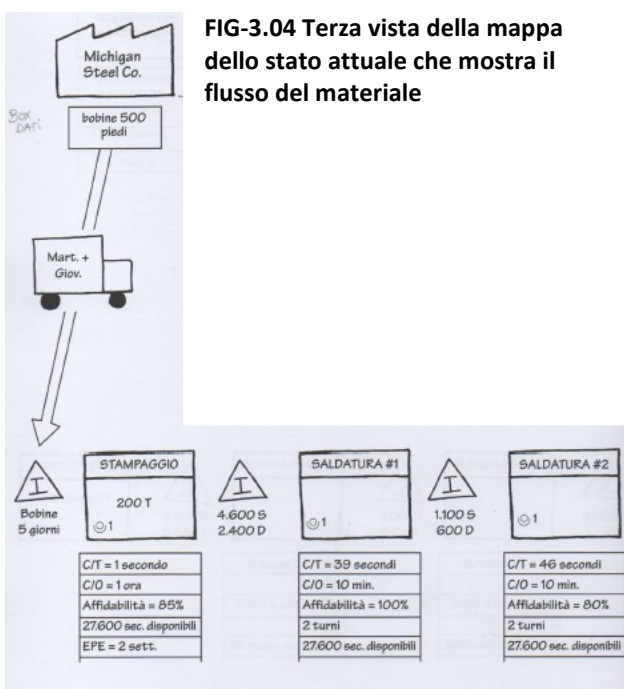 FIG-3.04 Terza vista della mappa
dello stato attuale che mostra il
flusso del materiale
Michigan
Steel Co.
Box
DATI
bobine 500
piedi
Mart. +
Giov.
I
Bobine
5 giorni
STAMPAGGIO
200 T
1
C/T = 1 secondo
C/O = 1 ora
Affidabilità = 85%
27.600 sec. disponibili
EPE = 2 sett.
I
4.600 S
2.400 D
SALDATURA #1
1
C/T = 39 secondi
C/O = 10 min.
Affidabilità = 100%
2 turni
27.600 sec. disponibili
I
1.100 S
600 D
SALDATURA #2
1
C/T = 46 secondi
C/O = 10 min.
Affidabilità = 80%
2 turni
27.600 sec. disponibili